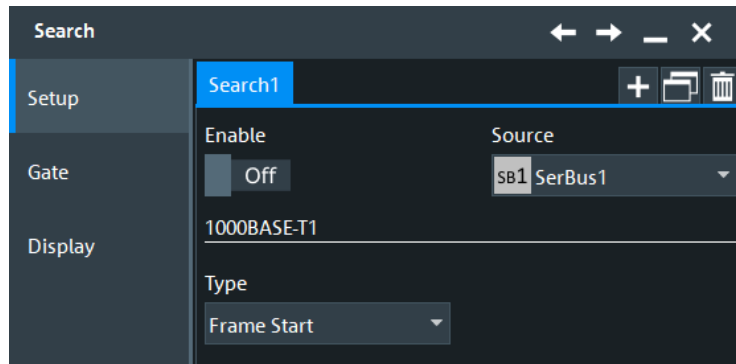 Search
Setup
Gate
Display
Search1
Enable
Source
Off
SB1 SerBus1
1000BASE-T1
Type
Frame Start